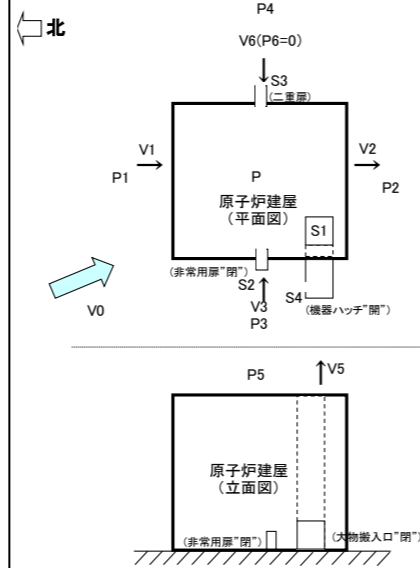 北
P4
V6(P6=0)
S3
(二重扉)
V1
V2
P1
P
P2
原子炉建屋
(平面図)
S1
(非常用扉"閉")
S2
S4
V3
(機器ハッチ"開")
P3
V0
P5
V5
原子炉建屋
(立面図)
(非常用扉"閉")
(大物搬入口"閉")